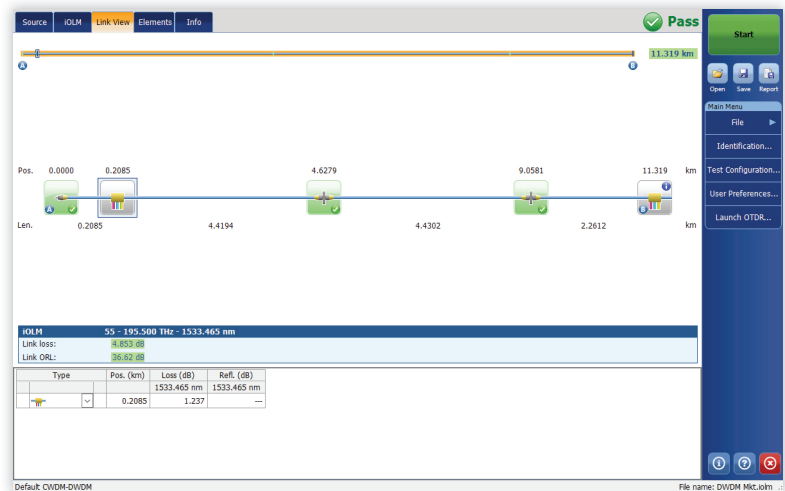 Source iOLM Link View Elements Info
Pass
Start
11.319 km
A B
Open Save Report
Main Menu
File
Identification...
Test Configuration...
User Preferences...
Launch OTDR...
Pos. 0.0000 0.2085 4.6279 9.0581 11.319 km
A B
Len. 0.2085 4.4194 4.4302 2.2612 km
iOLM 55 - 195.500 THz - 1533.465 nm
Link loss: 4.853 dB
Link ORL: 36.62 dB
Type Pos. (km) Loss (dB) Refl. (dB)
1533.465 nm 1533.465 nm
0.2085 1.237 ---
Default CWDM-DWDM File name: DWDM Mkt.iolm